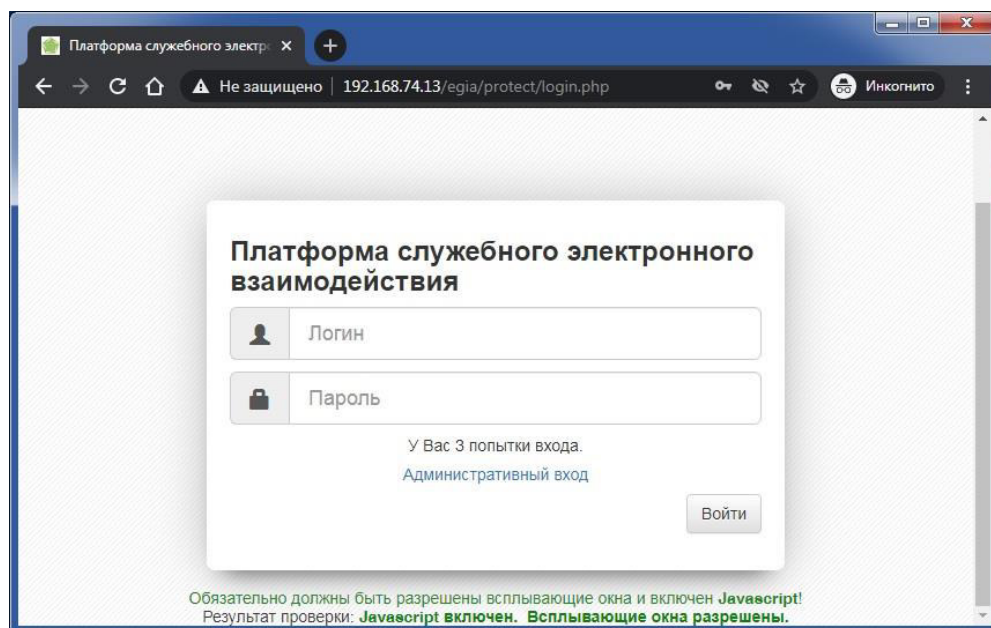 Платформа служебного электро
Не защищено | 192.168.74.13/egia/protect/login.php
Инкогнито
Платформа служебного электронного
взаимодействия
Логин
Пароль
У Вас 3 попытки входа.
Административный вход
Войти
Обязательно должны быть разрешены всплывающие окна и включен Javascript!
Результат проверки: Javascript включен. Всплывающие окна разрешены.